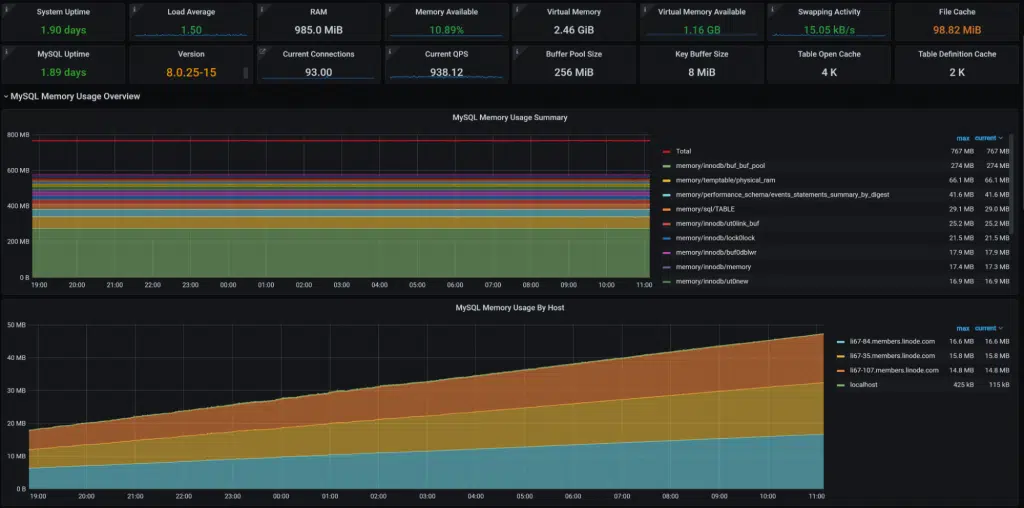 System Uptime
1.90 days
Load Average
1.50
RAM
985.0 MiB
Memory Available
10.89%
Virtual Memory
2.46 GiB
Virtual Memory Available
1.16 GB
Swapping Activity
15.05 kB/s
File Cache
98.82 MiB
MySQL Uptime
1.89 days
Version
8.0.25-15
Current Connections
93.00
Current QPS
938.12
Buffer Pool Size
256 MiB
Key Buffer Size
8 MiB
Table Open Cache
4 K
Table Definition Cache
2 K
MySQL Memory Usage Overview
MySQL Memory Usage Summary
800 MB
600 MB
400 MB
200 MB
0 B
19:00 20:00 21:00 22:00 23:00 00:00 01:00 02:00 03:00 04:00 05:00 06:00 07:00 08:00 09:00 10:00 11:00
max current
Total 767 MB 767 MB
memory/innodb/buf_buf_pool 274 MB 274 MB
memory/temptable/physical_ram 66.1 MB 66.1 MB
memory/performance_schema/events_statements_summary_by_digest 41.6 MB 41.6 MB
memory/sql/TABLE 29.1 MB 29.0 MB
memory/innodb/ut0link_buf 25.2 MB 25.2 MB
memory/innodb/lock0lock 21.5 MB 21.5 MB
memory/innodb/buf0dblwr 17.9 MB 17.9 MB
memory/innodb/memory 17.4 MB 17.3 MB
memory/innodb/ut0new 16.9 MB 16.9 MB
MySQL Memory Usage By Host
50 MB
40 MB
30 MB
20 MB
10 MB
0 B
19:00 20:00 21:00 22:00 23:00 00:00 01:00 02:00 03:00 04:00 05:00 06:00 07:00 08:00 09:00 10:00 11:00
max current
li67-84.members.linode.com 16.6 MB 16.6 MB
li67-35.members.linode.com 15.8 MB 15.8 MB
li67-107.members.linode.com 14.8 MB 14.8 MB
localhost 425 kB 115 kB